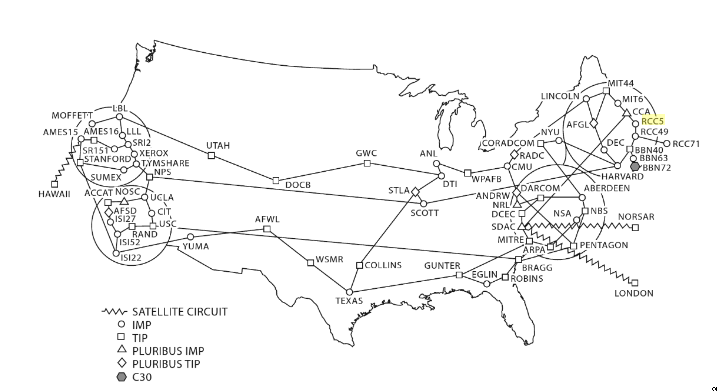 MIT44
LINCOLN
MIT6
CCA
RCC5
AFGL
RCC49
MOFFETT
LBL
AMES15
AMES16
LLL
SRI2
SRI51
XEROX
STANFORD
TYMSHARE
SUMEX
NPS
HAWAII
UTAH
DOCB
GWC
ANL
DTI
WPAFB
STLA
SCOTT
CORADCOM
NYU
RADC
CMU
DEC
RCC71
BBN40
BBN63
BBN72
HARVARD
ABERDEEN
ANDRW
DARCOM
NRL
DCEC
NSA
NBS
NORSAR
SDAC
MITRE
ARPA
PENTAGON
ACCAT
NOSC
UCLA
AFSD
ISI27
CIT
RAND
USC
ISI52
ISI22
YUMA
AFWL
WSMR
COLLINS
TEXAS
GUNTER
EGLIN
BRAGG
ROBINS
LONDON
SATELLITE CIRCUIT
IMP
TIP
PLURIBUS IMP
PLURIBUS TIP
C30